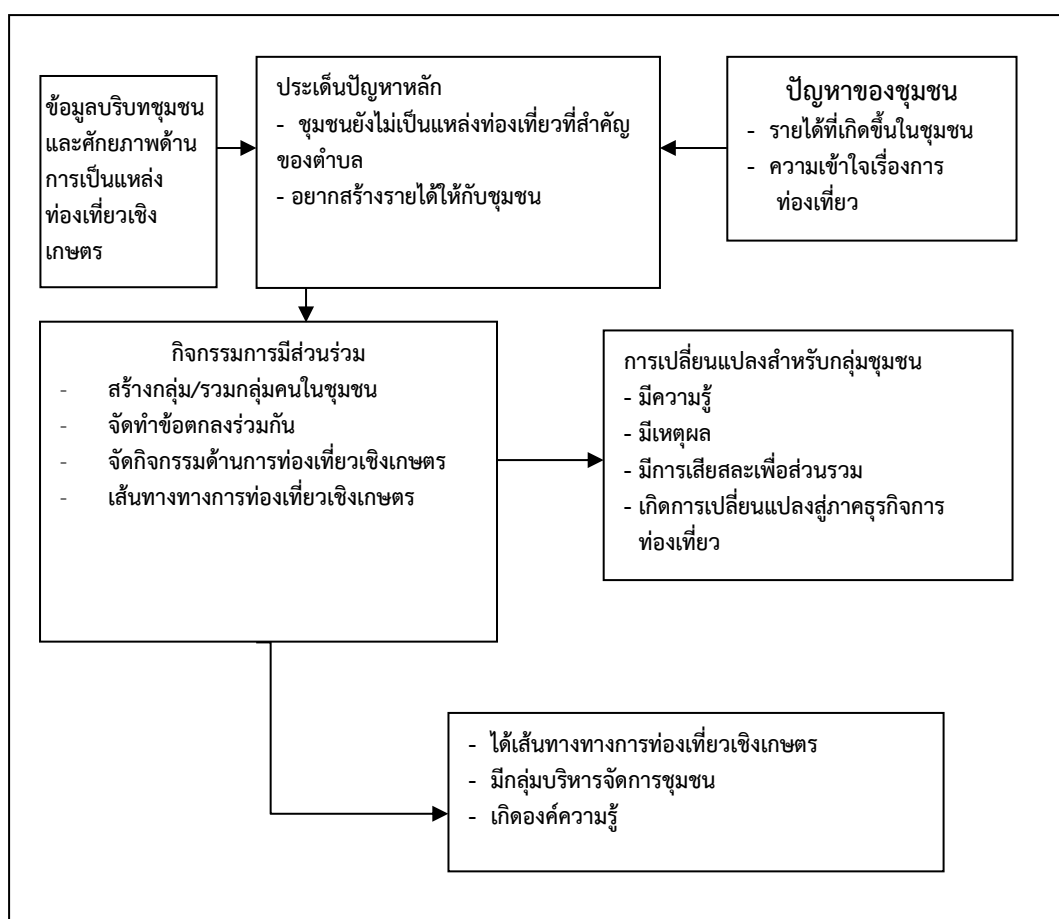 ข้อมูลบริบทชุมชน
และศักยภาพด้าน
การเป็นแหล่ง
ท่องเที่ยวเชิง
เกษตร
ประเด็นปัญหาหลัก
- ชุมชนยังไม่เป็นแหล่งท่องเที่ยวที่สำคัญ
ของตำบล
- อยากสร้างรายได้ให้กับชุมชน
ปัญหาของชุมชน
- รายได้ที่เกิดขึ้นในชุมชน
- ความเข้าใจเรื่องการ
ท่องเที่ยว
กิจกรรมการมีส่วนร่วม
- สร้างกลุ่ม/รวมกลุ่มคนในชุมชน
- จัดทำข้อตกลงร่วมกัน
- จัดกิจกรรมด้านการท่องเที่ยวเชิงเกษตร
- เส้นทางทางการท่องเที่ยวเชิงเกษตร
การเปลี่ยนแปลงสำหรับกลุ่มชุมชน
- มีความรู้
- มีเหตุผล
- มีการเสียสละเพื่อส่วนรวม
- เกิดการเปลี่ยนแปลงสู่ภาคธุรกิจการ
ท่องเที่ยว
- ได้เส้นทางทางการท่องเที่ยวเชิงเกษตร
- มีกลุ่มบริหารจัดการชุมชน
- เกิดองค์ความรู้